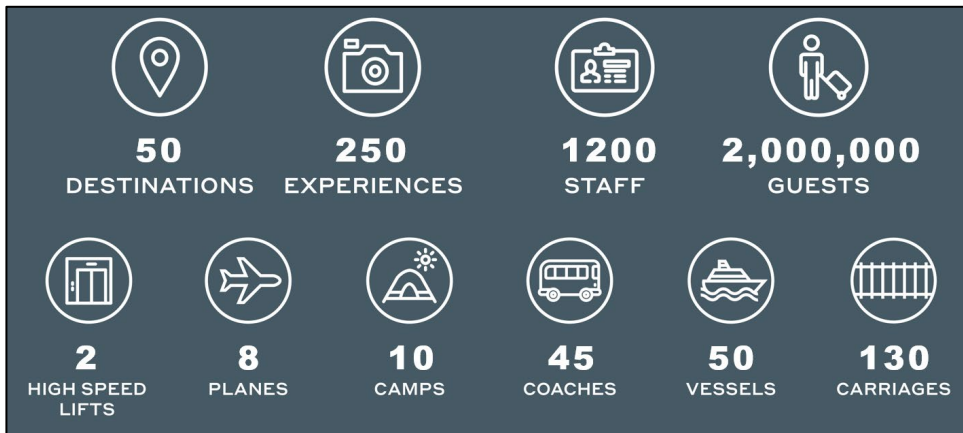 50 250 1200 2,000,000
DESTINATIONS EXPERIENCES STAFF GUESTS
2 8 10 45 50 130
HIGH SPEED PLANES CAMPS COACHES VESSELS CARRIAGES
LIFTS